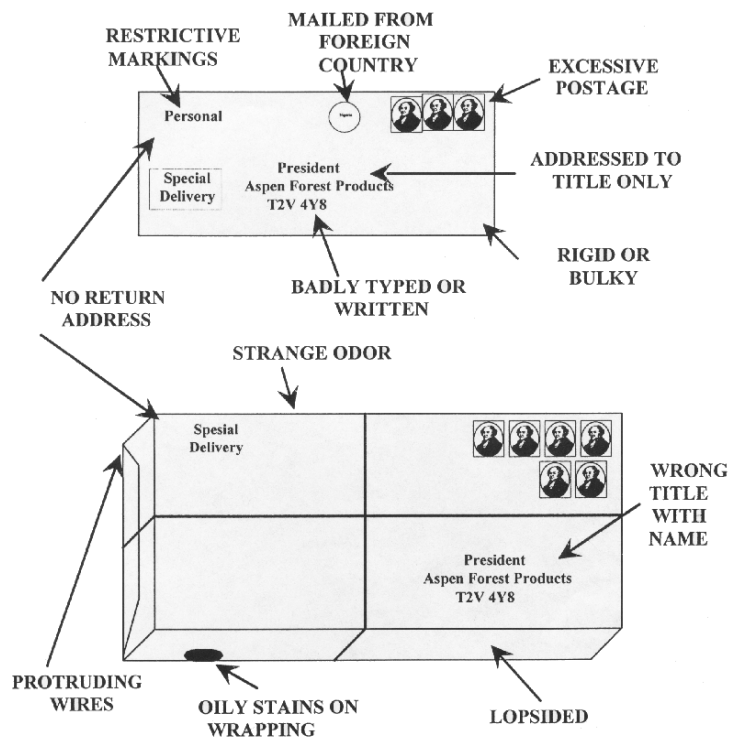 RESTRICTIVE
MARKINGS
MAILED FROM
FOREIGN
COUNTRY
EXCESSIVE
POSTAGE
Personal
ADDRESSED TO
TITLE ONLY
Special
Delivery
President
Aspen Forest Products
T2V 4Y8
RIGID OR
BULKY
BADLY TYPED OR
WRITTEN
NO RETURN
ADDRESS
STRANGE ODOR
Spesial
Delivery
WRONG
TITLE
WITH
NAME
President
Aspen Forest Products
T2V 4Y8
PROTRUDING
WIRES
OILY STAINS ON
WRAPPING
LOPSIDED